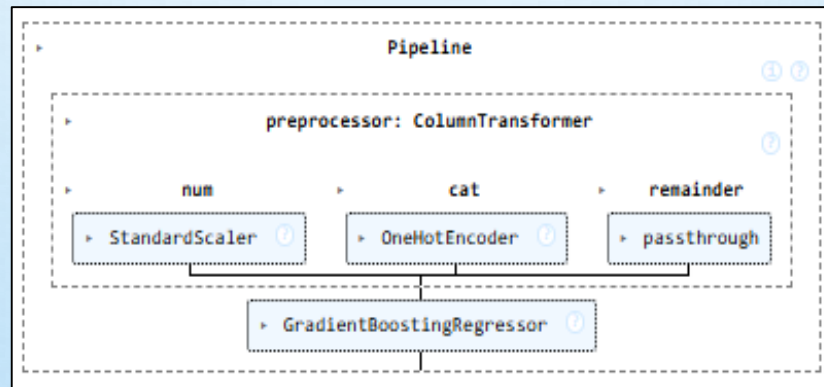 Pipeline
i ?
preprocessor: ColumnTransformer
?
num cat remainder
StandardScaler ? OneHotEncoder ? passthrough
GradientBoostingRegressor ?